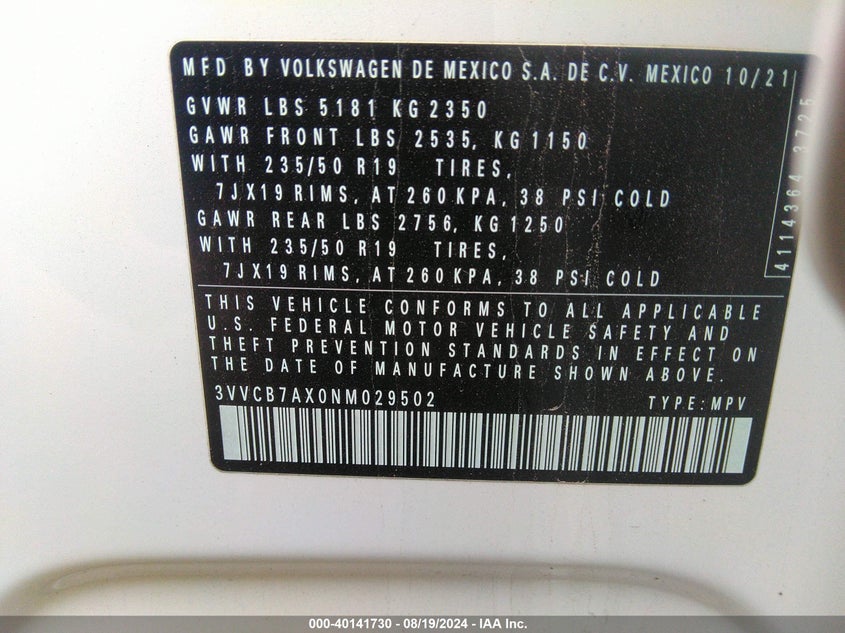 MFD BY VOLKSWAGEN DE MEXICO S.A. DE C.V. MEXICO 10/21
GVWR LBS 5181 KG 2350
GAWR FRONT LBS 2535, KG 1150
WITH 235/50 R19 TIRES,
7JX19 RIMS, AT 260 KPA, 38 PSI COLD
GAWR REAR LBS 2756, KG 1250
WITH 235/50 R19 TIRES,
7JX19 RIMS, AT 260 KPA, 38 PSI COLD
4114364 3725
THIS VEHICLE CONFORMS TO ALL APPLICABLE
U.S. FEDERAL MOTOR VEHICLE SAFETY AND
THEFT PREVENTION STANDARDS IN EFFECT ON
THE DATE OF MANUFACTURE SHOWN ABOVE.
3VVCB7AX0NM029502 TYPE: MPV
000-40141730 - 08/19/2024 - IAA Inc.